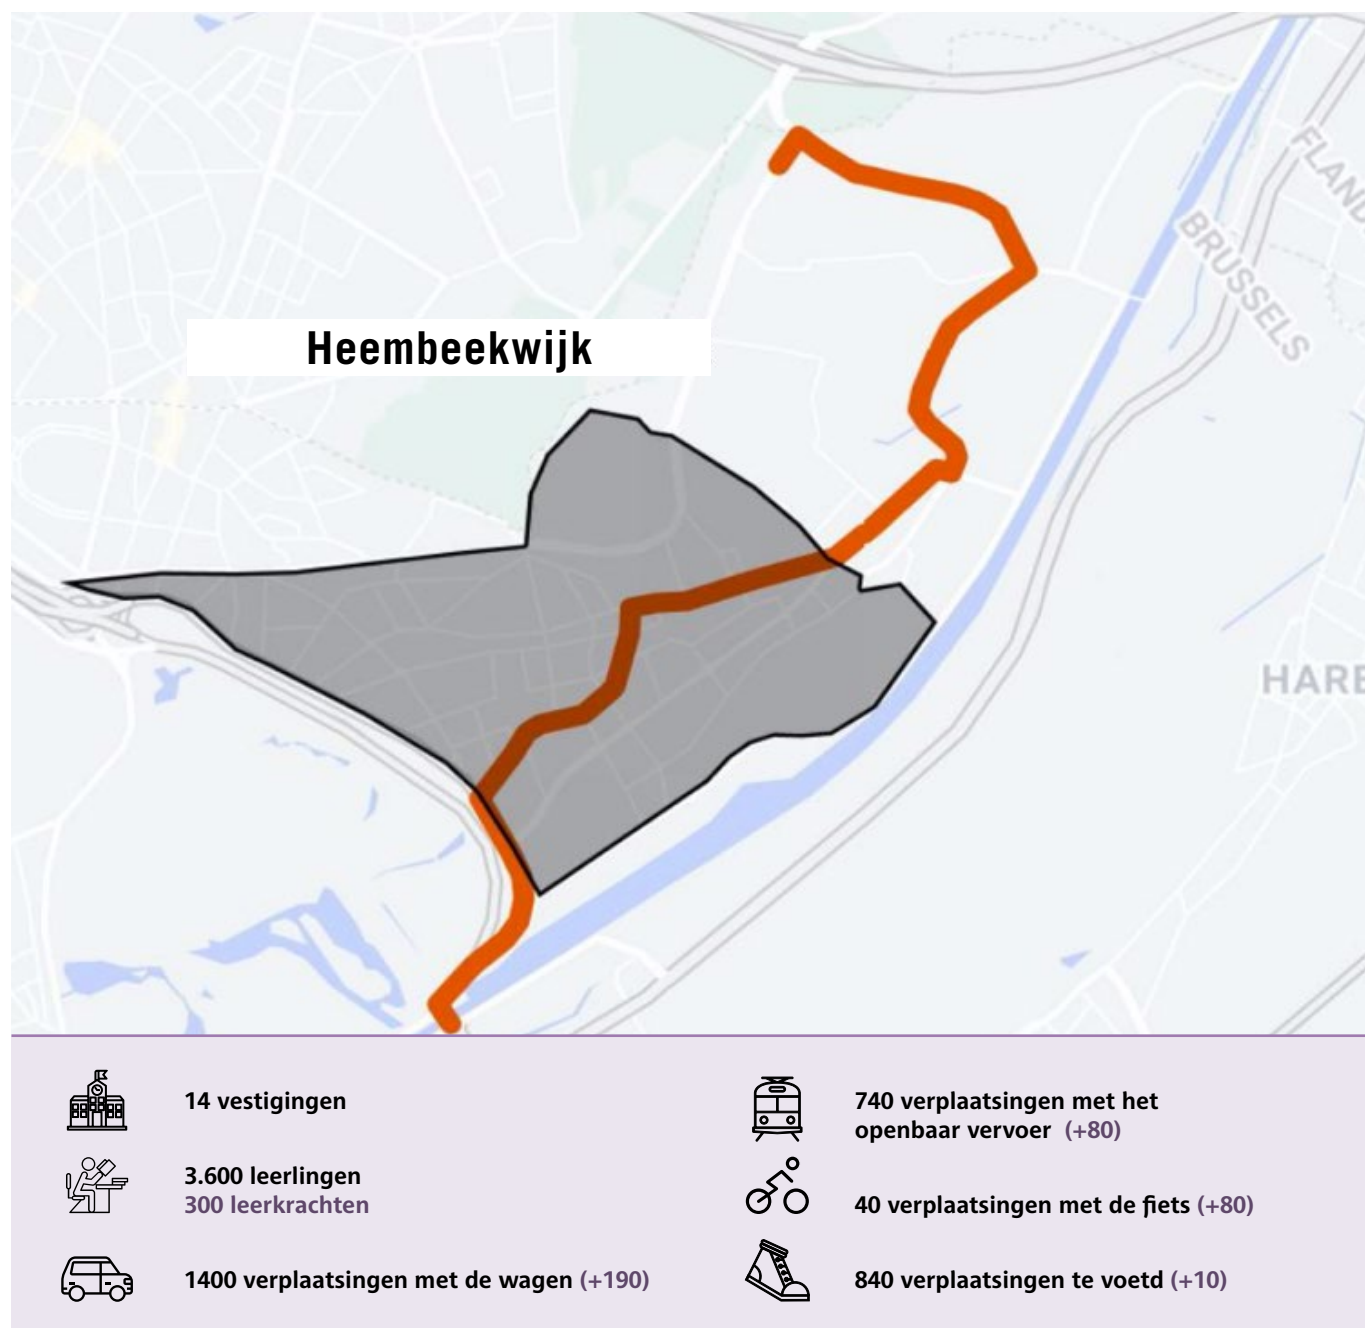 FLAND
BRUSSELS
Heembeekwijk
HARE
14 vestigingen
3.600 leerlingen
300 leerkrachten
1400 verplaatsingen met de wagen (+190)
740 verplaatsingen met het
openbaar vervoer (+80)
40 verplaatsingen met de fiets (+80)
840 verplaatsingen te voetd (+10)